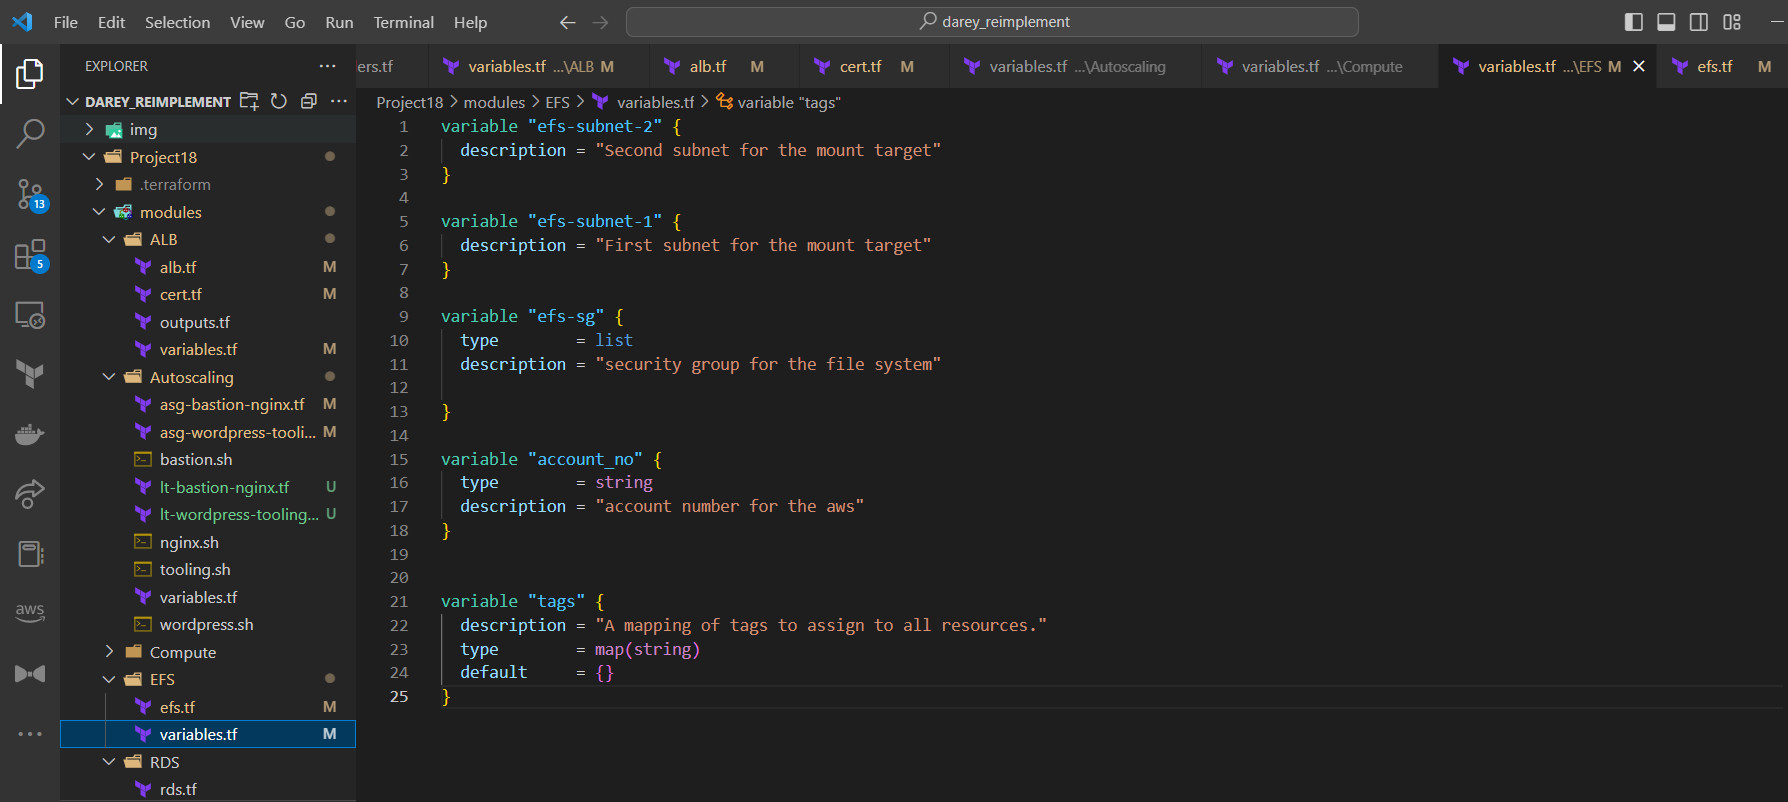 File Edit Selection View Go Run Terminal Help
darey_reimplement
EXPLORER
DAREY_REIMPLEMENT
img
Project18
.terraform
modules
ALB
alb.tf M
cert.tf M
outputs.tf
variables.tf M
Autoscaling
asg-bastion-nginx.tf M
asg-wordpress-tooli... M
bastion.sh
lt-bastion-nginx.tf U
lt-wordpress-tooling... U
nginx.sh
tooling.sh
variables.tf
wordpress.sh
Compute
EFS
efs.tf M
variables.tf M
RDS
rds.tf
13
5
aws
ers.tf variables.tf ...\ALB M alb.tf M cert.tf M variables.tf ...\Autoscaling variables.tf ...\Compute variables.tf ...\EFS M efs.tf M
Project18 > modules > EFS > variables.tf > variable "tags"
1 variable "efs-subnet-2" {
2 description = "Second subnet for the mount target"
3 }
4
5 variable "efs-subnet-1" {
6 description = "First subnet for the mount target"
7 }
8
9 variable "efs-sg" {
10 type = list
11 description = "security group for the file system"
12
13 }
14
15 variable "account_no" {
16 type = string
17 description = "account number for the aws"
18 }
19
20
21 variable "tags" {
22 description = "A mapping of tags to assign to all resources."
23 type = map(string)
24 default = {}
25 }